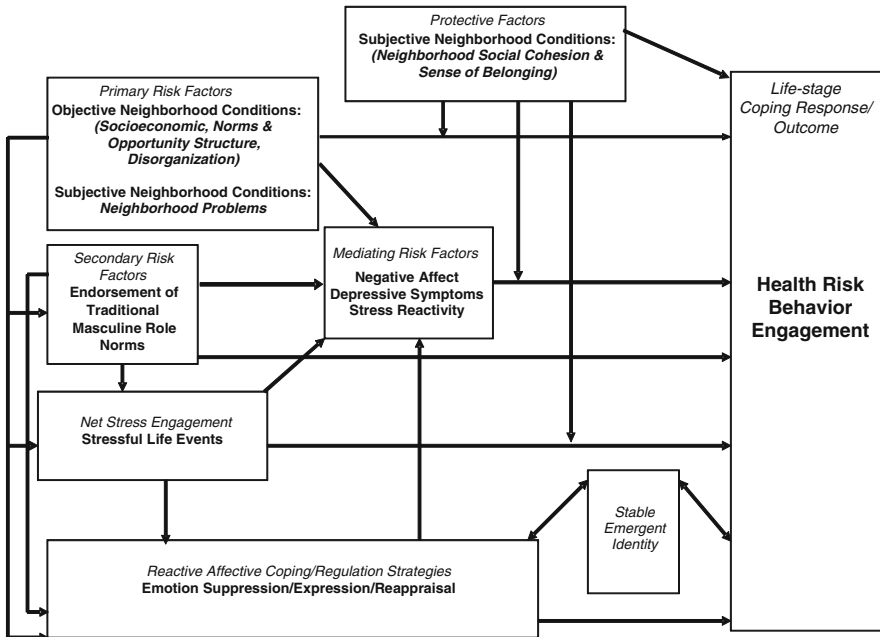 Protective Factors
Subjective Neighborhood Conditions:
(Neighborhood Social Cohesion &
Sense of Belonging)
Primary Risk Factors
Objective Neighborhood Conditions:
(Socioeconomic, Norms &
Opportunity Structure,
Disorganization)
Subjective Neighborhood Conditions:
Neighborhood Problems
Life-stage
Coping Response/
Outcome
Health Risk
Behavior
Engagement
Secondary Risk
Factors
Endorsement of
Traditional
Masculine Role
Norms
Mediating Risk Factors
Negative Affect
Depressive Symptoms
Stress Reactivity
Net Stress Engagement
Stressful Life Events
Stable
Emergent
Identity
Reactive Affective Coping/Regulation Strategies
Emotion Suppression/Expression/Reappraisal